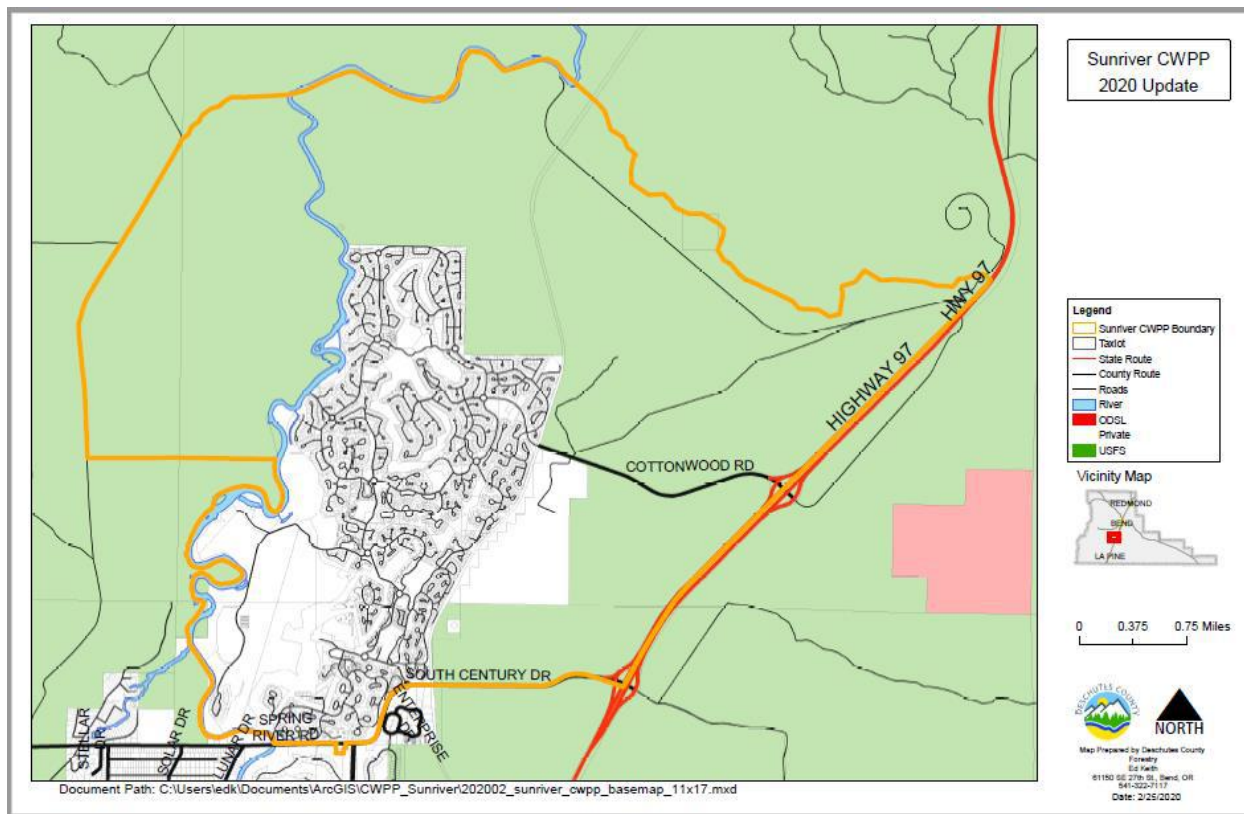 Sunriver CWPP
2020 Update
HWY 97
HIGHWAY 97
COTTONWOOD RD
SOUTH CENTURY DR
ENTERPRISE
SPRING
RIVER RD
STELLAR
DR
SOLAR DR
LUNAR DR
Legend
Sunriver CWPP Boundary
Taxlot
State Route
County Route
Roads
River
ODSL
Private
USFS
Vicinity Map
REDMOND
BEND
LA PINE
0 0.375 0.75 Miles
DESCHUTES COUNTY
NORTH
Map Prepared by Deschutes County
Forestry
Ed Keith
61150 SE 27th St., Bend, OR
541-322-7117
Date: 2/25/2020
Document Path: C:\Users\edk\Documents\ArcGIS\CWPP_Sunriver\202002_sunriver_cwpp_basemap_11x17.mxd